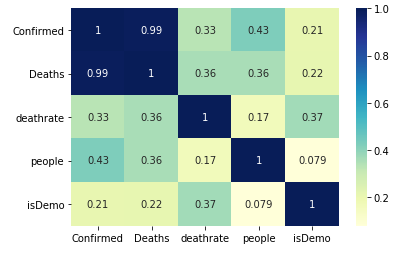 Confirmed 1 0.99 0.33 0.43 0.21
Deaths 0.99 1 0.36 0.36 0.22
deathrate 0.33 0.36 1 0.17 0.37
people 0.43 0.36 0.17 1 0.079
isDemo 0.21 0.22 0.37 0.079 1
Confirmed Deaths deathrate people isDemo
1.0
0.8
0.6
0.4
0.2